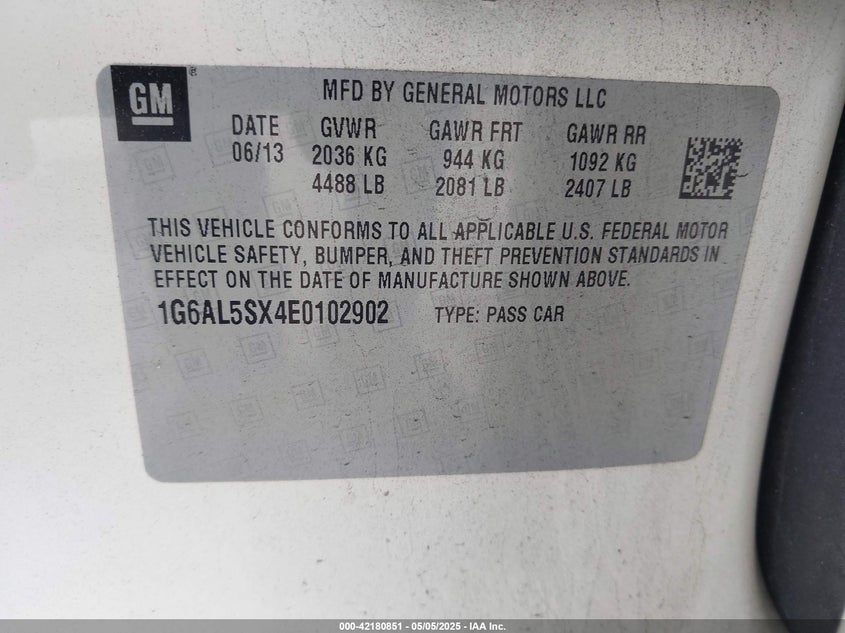 GM
MFD BY GENERAL MOTORS LLC
DATE GVWR GAWR FRT GAWR RR
06/13 2036 KG 944 KG 1092 KG
4488 LB 2081 LB 2407 LB
THIS VEHICLE CONFORMS TO ALL APPLICABLE U.S. FEDERAL MOTOR
VEHICLE SAFETY, BUMPER, AND THEFT PREVENTION STANDARDS IN
EFFECT ON THE DATE OF MANUFACTURE SHOWN ABOVE.
1G6AL5SX4E0102902 TYPE: PASS CAR
000-42180851 - 05/05/2025 - IAA Inc.